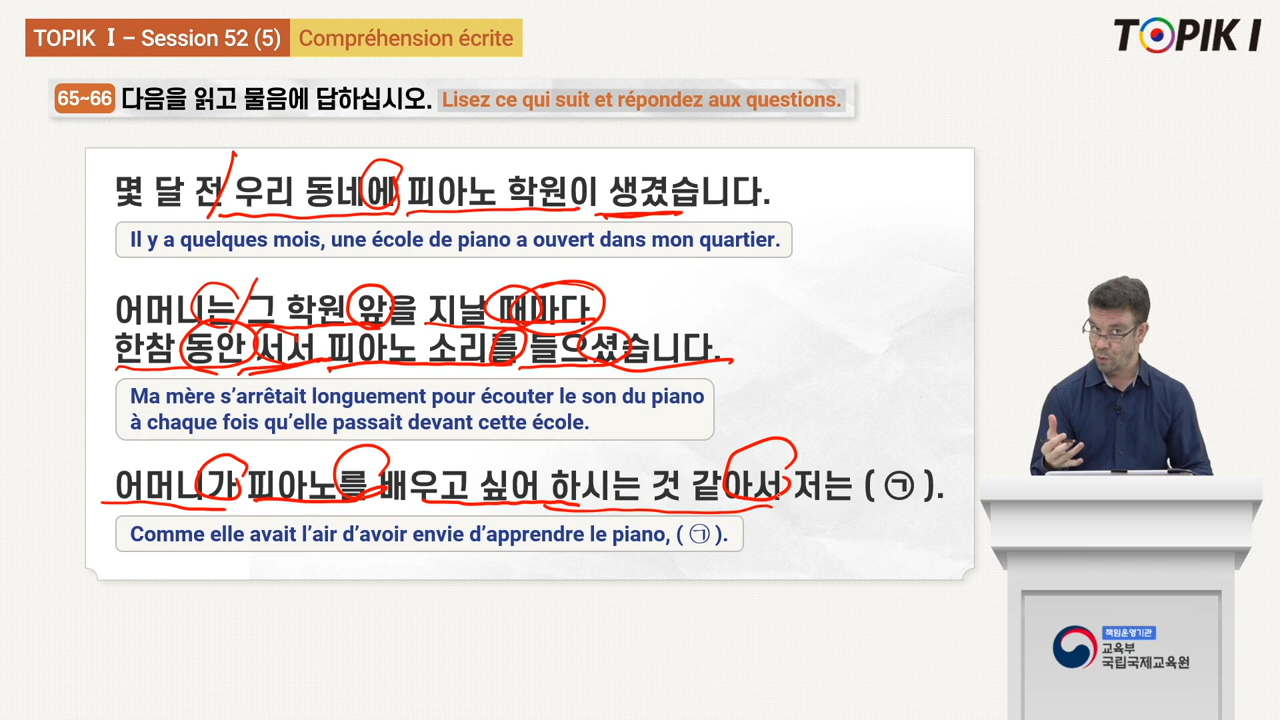 TOPIK I – Session 52 (5) Compréhension écrite
TOPIK I
65~66 다음을 읽고 물음에 답하십시오. Lisez ce qui suit et répondez aux questions.
몇 달 전 우리 동네에 피아노 학원이 생겼습니다.
Il y a quelques mois, une école de piano a ouvert dans mon quartier.
어머니는 그 학원 앞을 지날 때마다
한참 동안 서서 피아노 소리를 들으셨습니다.
Ma mère s’arrêtait longuement pour écouter le son du piano
à chaque fois qu’elle passait devant cette école.
어머니가 피아노를 배우고 싶어 하시는 것 같아서 저는 ( ㉠ ).
Comme elle avait l’air d’avoir envie d’apprendre le piano, ( ㉠ ).
책임운영기관
교육부
국립국제교육원